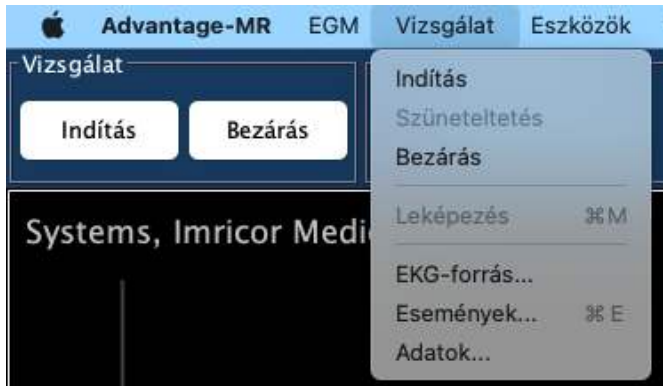 Advantage-MR EGM Vizsgálat Eszközök
Vizsgálat
Indítás Bezárás
Indítás
Szüneteltetés
Bezárás
Leképezés ⌘M
EKG-forrás...
Események... ⌘E
Adatok...
Systems, Imricor Medi